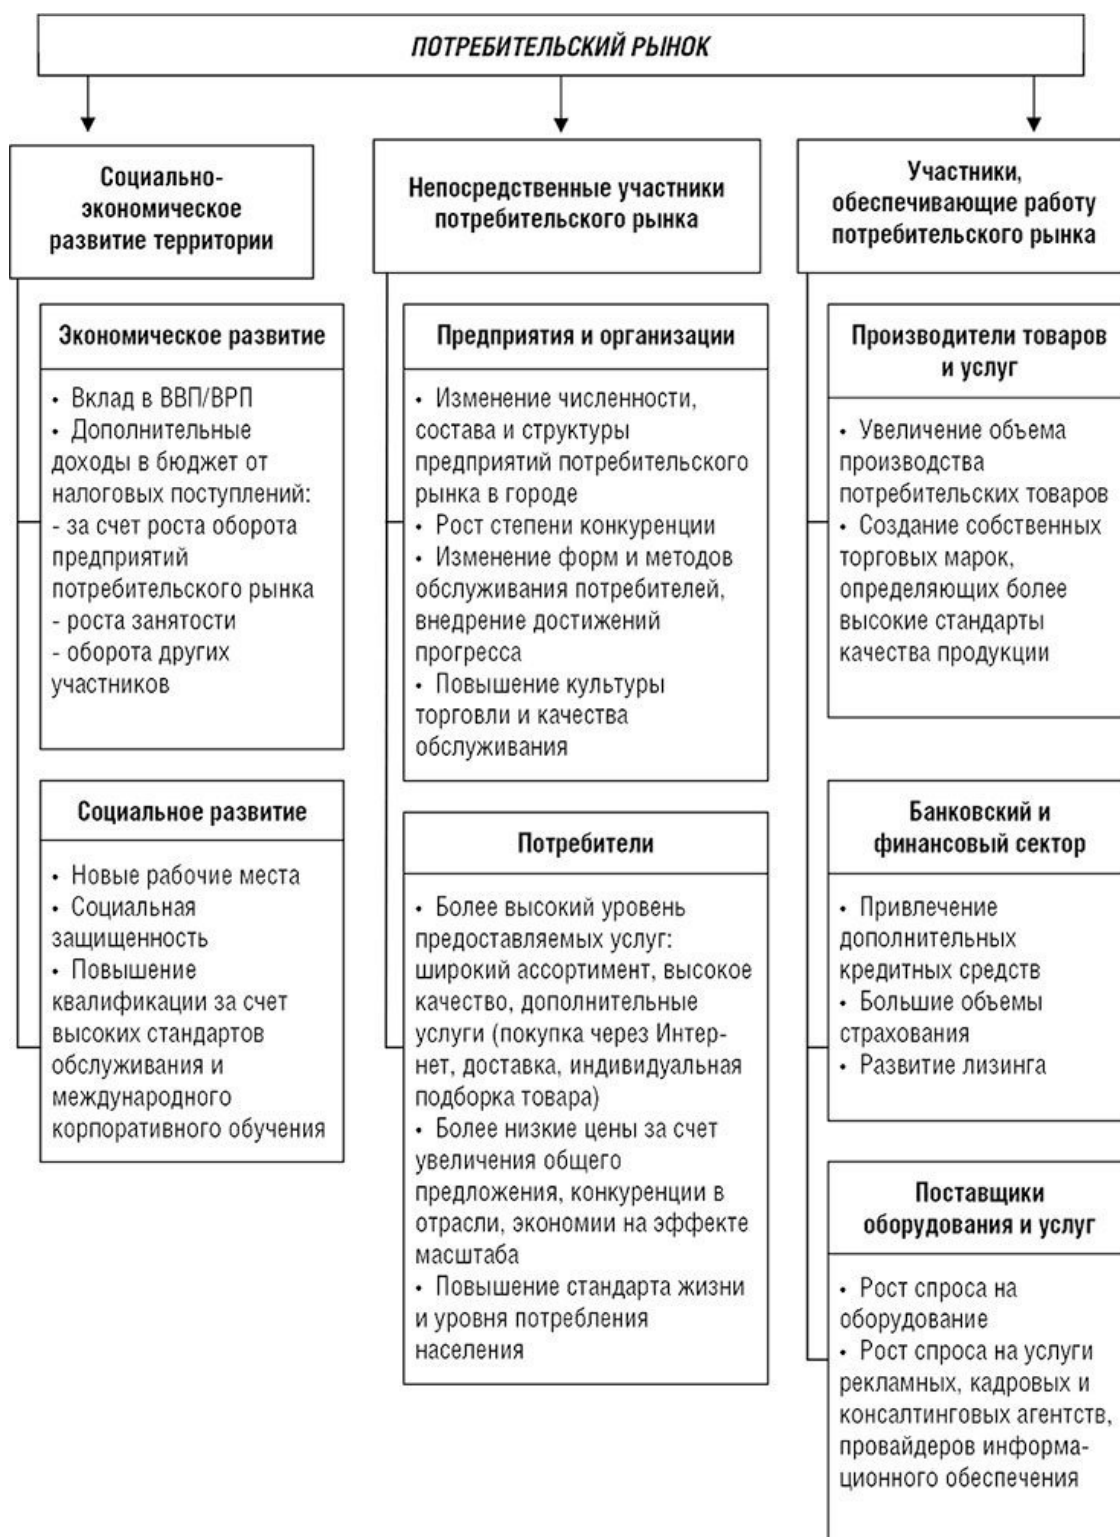 ПОТРЕБИТЕЛЬСКИЙ РЫНОК
Социально-
экономическое
развитие территории
Экономическое развитие
• Вклад в ВВП/ВРП
• Дополнительные
доходы в бюджет от
налоговых поступлений:
- за счет роста оборота
предприятий
потребительского рынка
- роста занятости
- оборота других
участников
Социальное развитие
• Новые рабочие места
• Социальная
защищенность
• Повышение
квалификации за счет
высоких стандартов
обслуживания и
международного
корпоративного обучения
Непосредственные участники
потребительского рынка
Предприятия и организации
• Изменение численности,
состава и структуры
предприятий потребительского
рынка в городе
• Рост степени конкуренции
• Изменение форм и методов
обслуживания потребителей,
внедрение достижений
прогресса
• Повышение культуры
торговли и качества
обслуживания
Потребители
• Более высокий уровень
предоставляемых услуг:
широкий ассортимент, высокое
качество, дополнительные
услуги (покупка через Интер-
нет, доставка, индивидуальная
подборка товара)
• Более низкие цены за счет
увеличения общего
предложения, конкуренции в
отрасли, экономии на эффекте
масштаба
• Повышение стандарта жизни
и уровня потребления
населения
Участники,
обеспечивающие работу
потребительского рынка
Производители товаров
и услуг
• Увеличение объема
производства
потребительских товаров
• Создание собственных
торговых марок,
определяющих более
высокие стандарты
качества продукции
Банковский и
финансовый сектор
• Привлечение
дополнительных
кредитных средств
• Большие объемы
страхования
• Развитие лизинга
Поставщики
оборудования и услуг
• Рост спроса на
оборудование
• Рост спроса на услуги
рекламных, кадровых и
консалтинговых агентств,
провайдеров информа-
ционного обеспечения